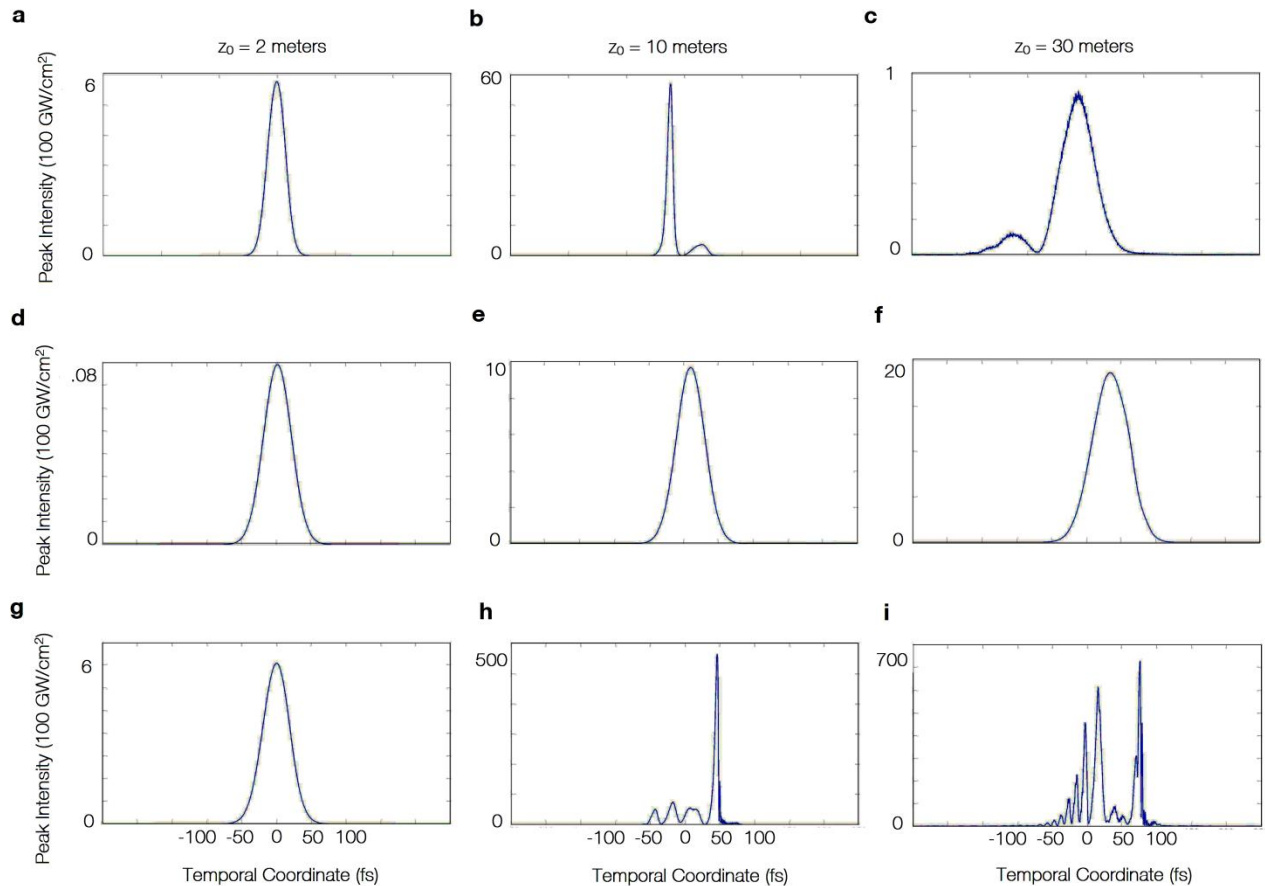 a b c
z₀ = 2 meters z₀ = 10 meters z₀ = 30 meters
Peak Intensity (100 GW/cm²)
6
0
60
0
1
0
d e f
Peak Intensity (100 GW/cm²)
.08
0
10
0
20
0
g h i
Peak Intensity (100 GW/cm²)
6
0
500
0
700
0
-100 -50 0 50 100
-100 -50 0 50 100
-100 -50 0 50 100
Temporal Coordinate (fs) Temporal Coordinate (fs) Temporal Coordinate (fs)